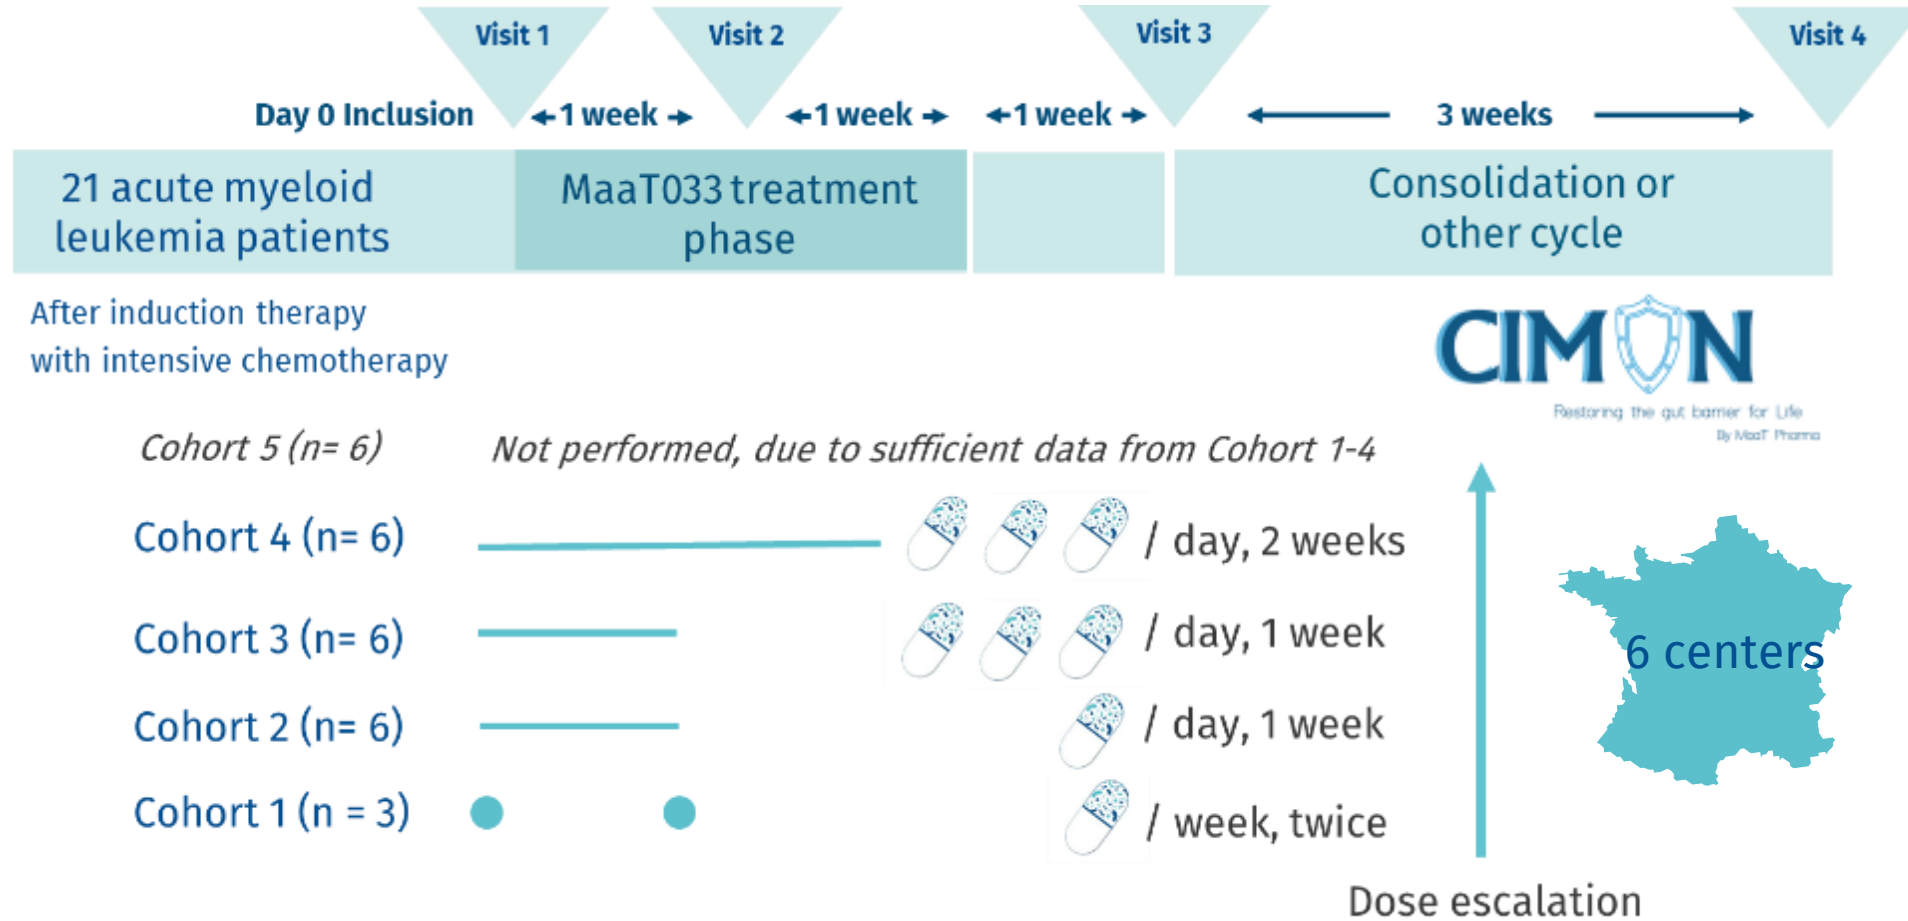 Visit 1
Visit 2
Visit 3
Visit 4
Day 0 Inclusion
1 week
1 week
1 week
3 weeks
21 acute myeloid
leukemia patients
MaaT033 treatment
phase
Consolidation or
other cycle
After induction therapy
with intensive chemotherapy
CIMON
Restoring the gut barrier for Life
By MaaT Pharma
Cohort 5 (n= 6)
Not performed, due to sufficient data from Cohort 1-4
Cohort 4 (n= 6)
/ day, 2 weeks
Cohort 3 (n= 6)
/ day, 1 week
Cohort 2 (n= 6)
/ day, 1 week
Cohort 1 (n = 3)
/ week, twice
6 centers
Dose escalation